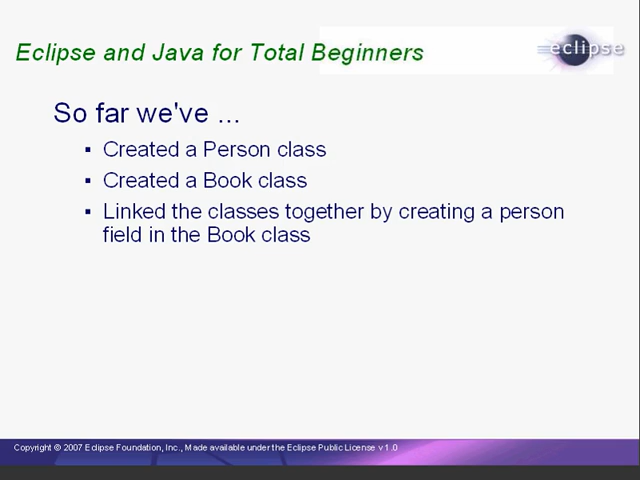 Eclipse and Java for Total Beginners
eclipse
So far we've ...
▪ Created a Person class
▪ Created a Book class
▪ Linked the classes together by creating a person
field in the Book class
Copyright © 2007 Eclipse Foundation, Inc., Made available under the Eclipse Public License v 1.0